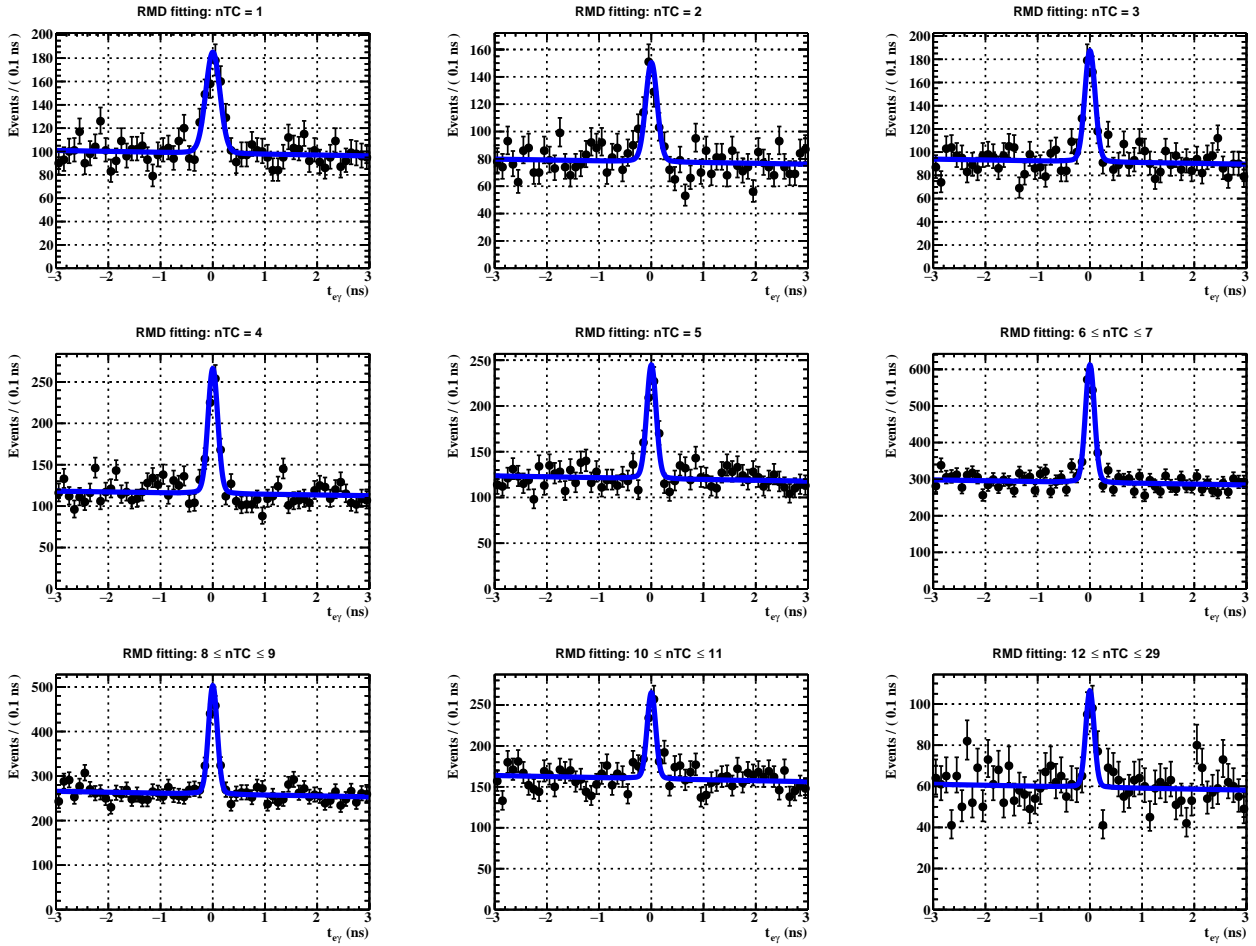 RMD fitting: nTC = 1
Events / ( 0.1 ns )
200
180
160
140
120
100
80
60
40
20
0
−3 −2 −1 0 1 2 3
t_eγ (ns)
RMD fitting: nTC = 2
Events / ( 0.1 ns )
160
140
120
100
80
60
40
20
0
−3 −2 −1 0 1 2 3
t_eγ (ns)
RMD fitting: nTC = 3
Events / ( 0.1 ns )
200
180
160
140
120
100
80
60
40
20
0
−3 −2 −1 0 1 2 3
t_eγ (ns)
RMD fitting: nTC = 4
Events / ( 0.1 ns )
250
200
150
100
50
0
−3 −2 −1 0 1 2 3
t_eγ (ns)
RMD fitting: nTC = 5
Events / ( 0.1 ns )
250
200
150
100
50
0
−3 −2 −1 0 1 2 3
t_eγ (ns)
RMD fitting: 6 ≤ nTC ≤ 7
Events / ( 0.1 ns )
600
500
400
300
200
100
0
−3 −2 −1 0 1 2 3
t_eγ (ns)
RMD fitting: 8 ≤ nTC ≤ 9
Events / ( 0.1 ns )
500
400
300
200
100
0
−3 −2 −1 0 1 2 3
t_eγ (ns)
RMD fitting: 10 ≤ nTC ≤ 11
Events / ( 0.1 ns )
250
200
150
100
50
0
−3 −2 −1 0 1 2 3
t_eγ (ns)
RMD fitting: 12 ≤ nTC ≤ 29
Events / ( 0.1 ns )
100
80
60
40
20
0
−3 −2 −1 0 1 2 3
t_eγ (ns)